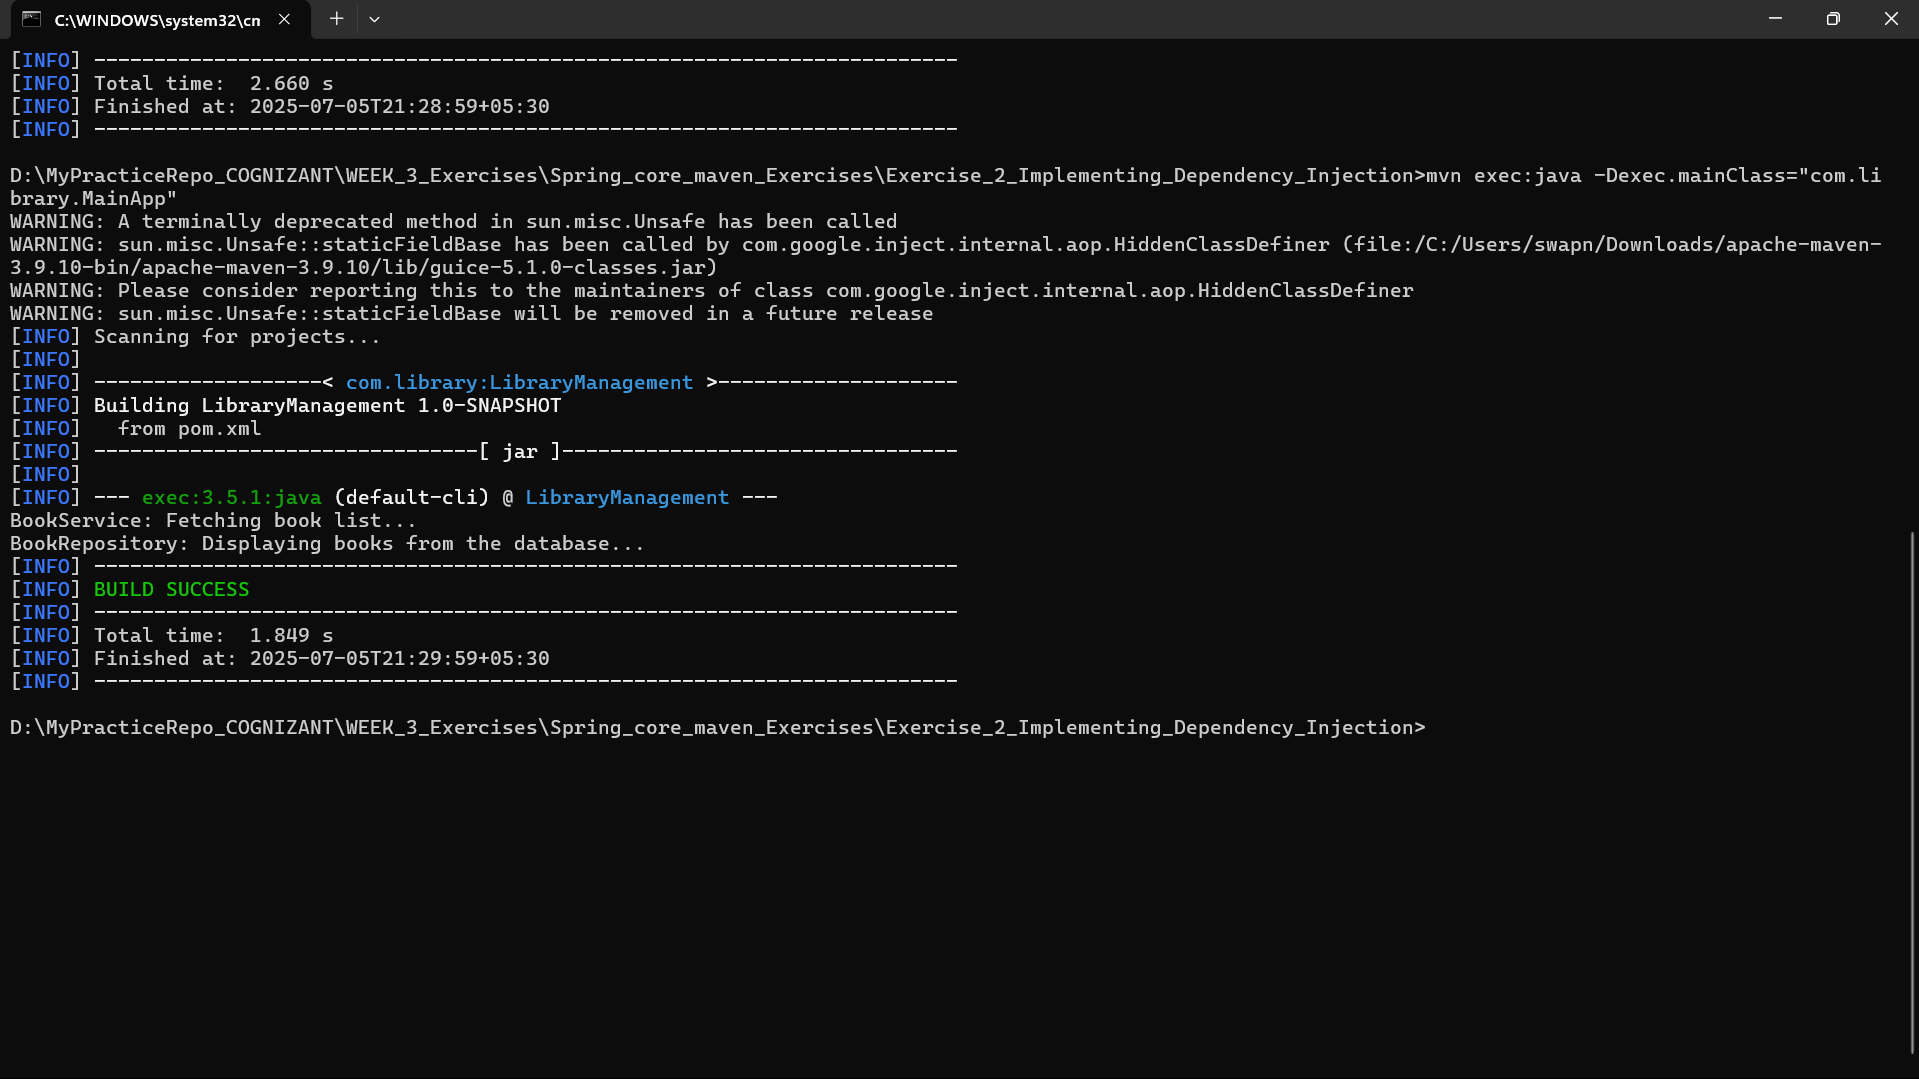 C:\WINDOWS\system32\cn
[INFO] ------------------------------------------------------------------------
[INFO] Total time:  2.660 s
[INFO] Finished at: 2025-07-05T21:28:59+05:30
[INFO] ------------------------------------------------------------------------
D:\MyPracticeRepo_COGNIZANT\WEEK_3_Exercises\Spring_core_maven_Exercises\Exercise_2_Implementing_Dependency_Injection>mvn exec:java -Dexec.mainClass="com.li
brary.MainApp"
WARNING: A terminally deprecated method in sun.misc.Unsafe has been called
WARNING: sun.misc.Unsafe::staticFieldBase has been called by com.google.inject.internal.aop.HiddenClassDefiner (file:/C:/Users/swapn/Downloads/apache-maven-
3.9.10-bin/apache-maven-3.9.10/lib/guice-5.1.0-classes.jar)
WARNING: Please consider reporting this to the maintainers of class com.google.inject.internal.aop.HiddenClassDefiner
WARNING: sun.misc.Unsafe::staticFieldBase will be removed in a future release
[INFO] Scanning for projects...
[INFO]
[INFO] -------------------< com.library:LibraryManagement >--------------------
[INFO] Building LibraryManagement 1.0-SNAPSHOT
[INFO]   from pom.xml
[INFO] --------------------------------[ jar ]---------------------------------
[INFO]
[INFO] --- exec:3.5.1:java (default-cli) @ LibraryManagement ---
BookService: Fetching book list...
BookRepository: Displaying books from the database...
[INFO] ------------------------------------------------------------------------
[INFO] BUILD SUCCESS
[INFO] ------------------------------------------------------------------------
[INFO] Total time:  1.849 s
[INFO] Finished at: 2025-07-05T21:29:59+05:30
[INFO] ------------------------------------------------------------------------
D:\MyPracticeRepo_COGNIZANT\WEEK_3_Exercises\Spring_core_maven_Exercises\Exercise_2_Implementing_Dependency_Injection>